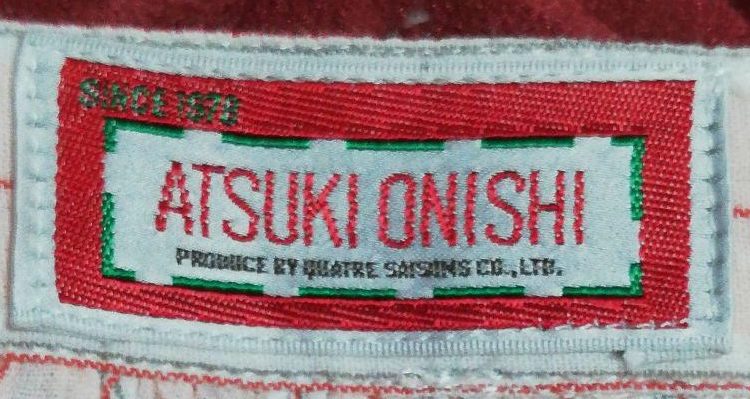 SINCE 1978
ATSUKI ONISHI
PRODUCE BY QUATRE SAISONS CO., LTD.